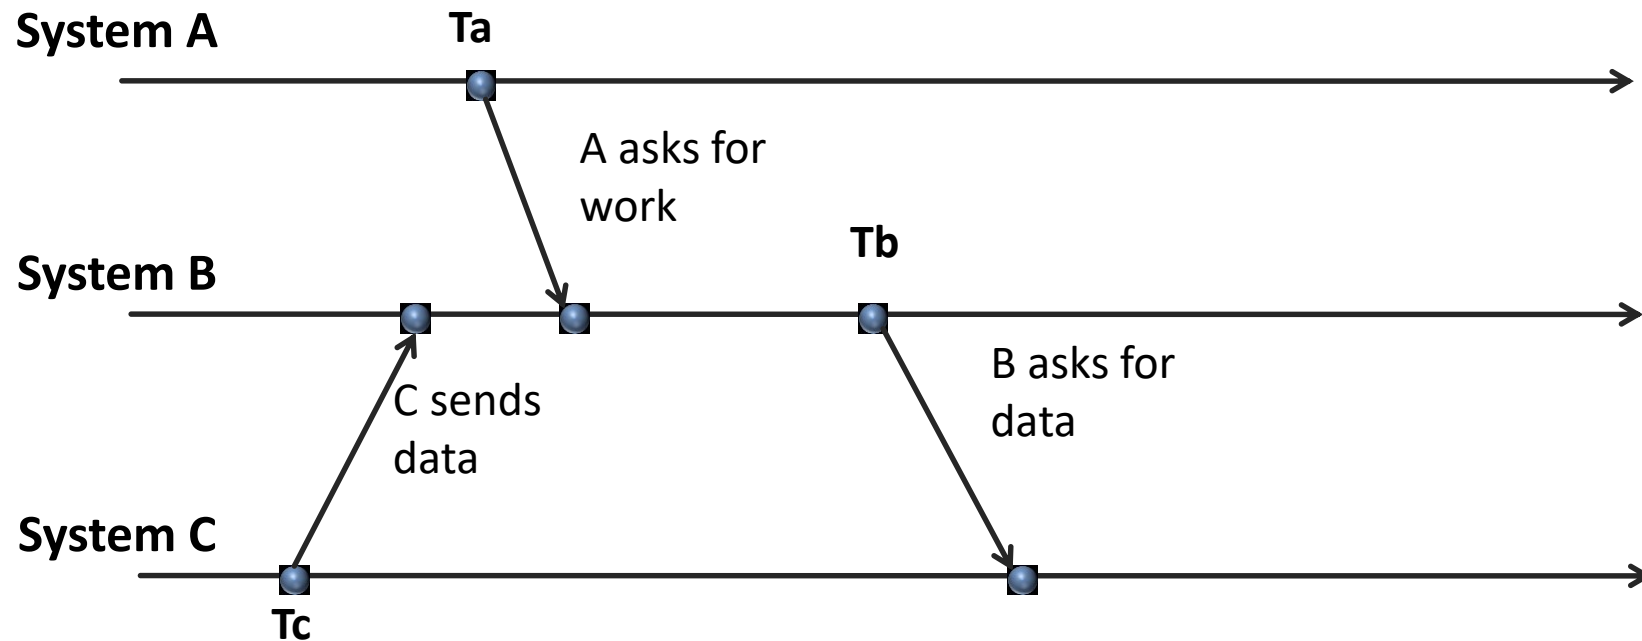 System A
Ta
A asks for
work
Tb
System B
B asks for
data
C sends
data
System C
Tc